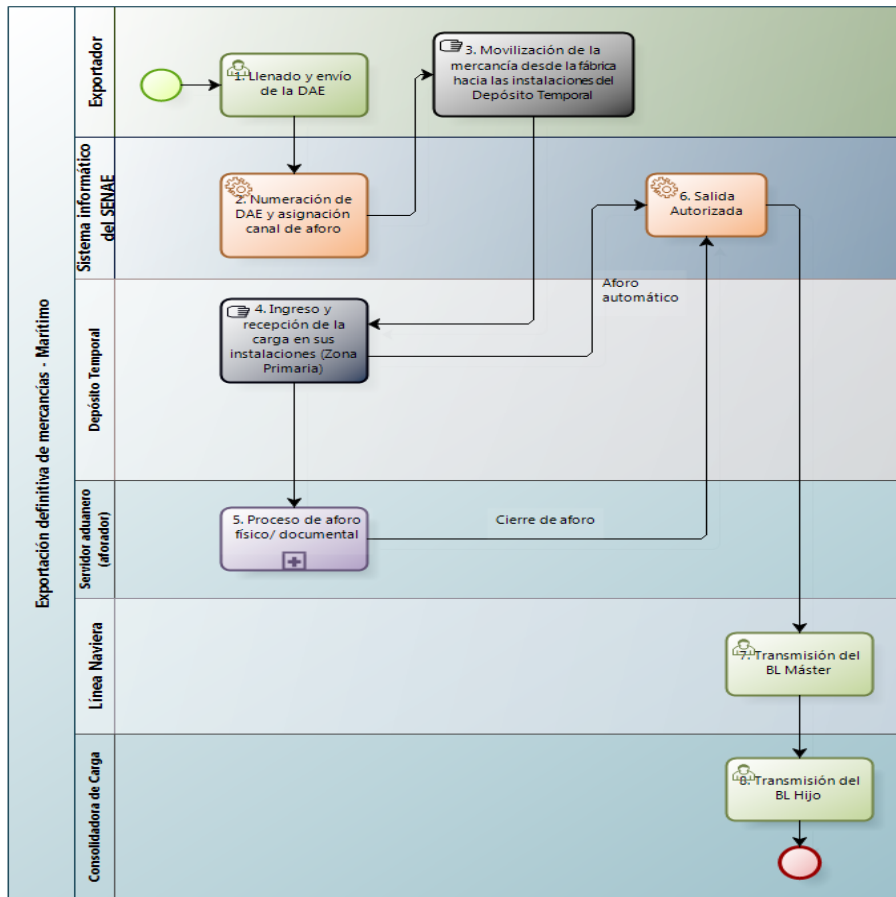 Exportación definitiva de mercancías - Marítimo
Exportador
1. Llenado y envío
de la DAE
3. Movilización de la
mercancía desde la fábrica
hacia las instalaciones del
Depósito Temporal
Sistema informático
del SENAE
2. Numeración de
DAE y asignación
canal de aforo
6. Salida
Autorizada
Depósito Temporal
Aforo
automático
4. Ingreso y
recepción de la
carga en sus
instalaciones (Zona
Primaria)
Servidor aduanero
(aforador)
5. Proceso de aforo
físico/ documental
Cierre de aforo
Línea Naviera
7. Transmisión del
BL Máster
Consolidadora de Carga
8. Transmisión del
BL Hijo